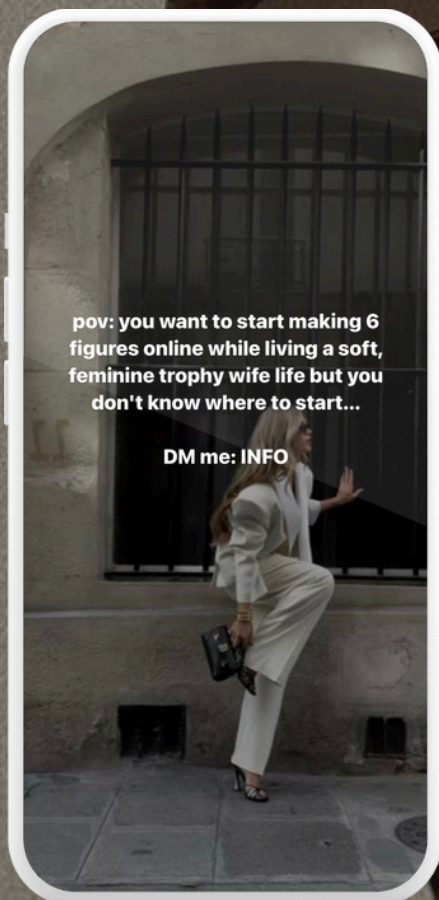 pov: you want to start making 6
figures online while living a soft,
feminine trophy wife life but you
don't know where to start...
DM me: INFO